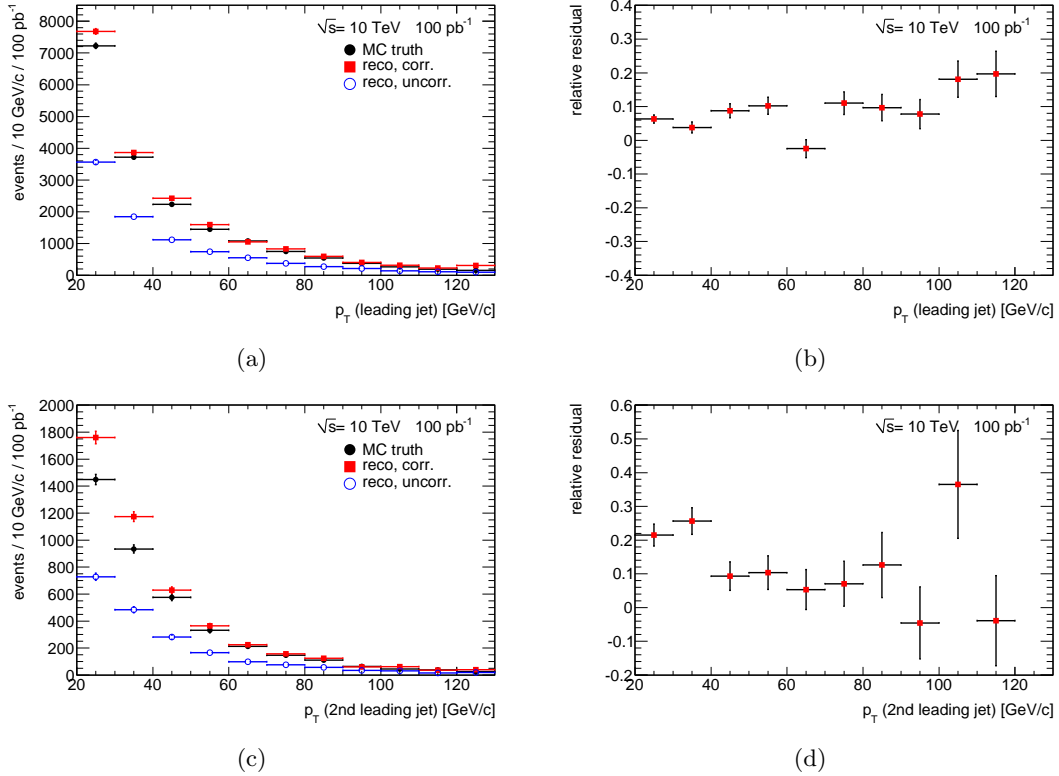 events / 10 GeV/c / 100 pb⁻¹
8000
7000
6000
5000
4000
3000
2000
1000
0
20 40 60 80 100 120
p_T (leading jet) [GeV/c]
√s= 10 TeV 100 pb⁻¹
MC truth
reco, corr.
reco, uncorr.
(a)
relative residual
0.4
0.3
0.2
0.1
0
0.1
-0.2
-0.3
-0.4
20 40 60 80 100 120
p_T (leading jet) [GeV/c]
√s= 10 TeV 100 pb⁻¹
(b)
events / 10 GeV/c / 100 pb⁻¹
2000
1800
1600
1400
1200
1000
800
600
400
200
0
20 40 60 80 100 120
p_T (2nd leading jet) [GeV/c]
√s= 10 TeV 100 pb⁻¹
MC truth
reco, corr.
reco, uncorr.
(c)
relative residual
0.6
0.5
0.4
0.3
0.2
0.1
0
-0.1
-0.2
20 40 60 80 100 120
p_T (2nd leading jet) [GeV/c]
√s= 10 TeV 100 pb⁻¹
(d)